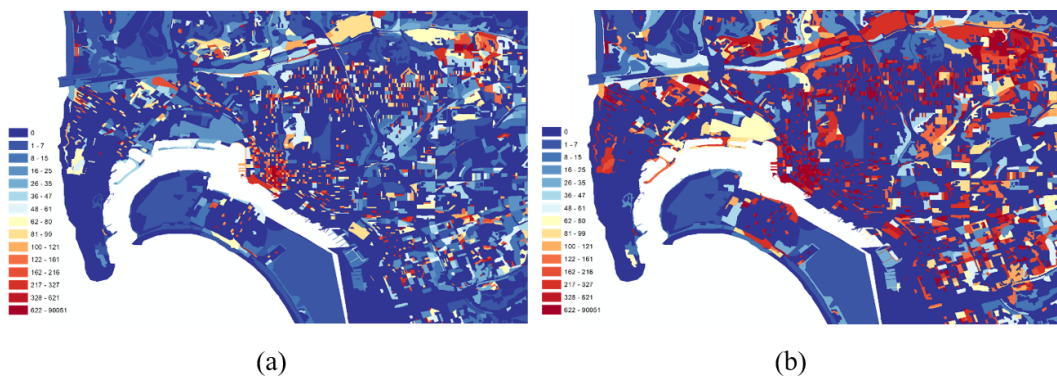 0
1 - 7
8 - 15
16 - 25
26 - 35
36 - 47
48 - 61
62 - 80
81 - 99
100 - 121
122 - 161
162 - 216
217 - 327
328 - 621
622 - 90051
(a)
0
1 - 7
8 - 15
16 - 25
26 - 35
36 - 47
48 - 61
62 - 80
81 - 99
100 - 121
122 - 161
162 - 216
217 - 327
328 - 621
622 - 90051
(b)